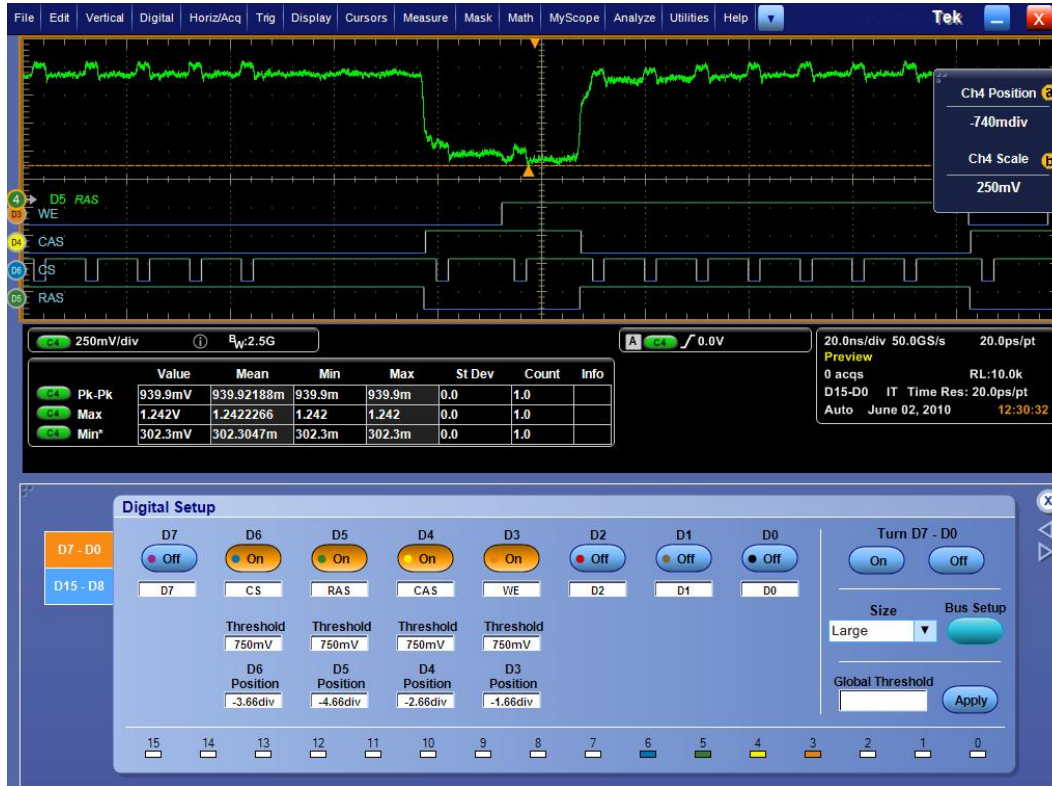 File Edit Vertical Digital Horiz/Acq Trig Display Cursors Measure Mask Math MyScope Analyze Utilities Help Tek X
Ch4 Position a
-740mdiv
Ch4 Scale
250mV
4 D5 RAS
D3 WE
D4 CAS
D6 CS
D5 RAS
C4 250mV/div BW:2.5G
A C4 0.0V
20.0ns/div 50.0GS/s 20.0ps/pt
Preview
0 acqs RL:10.0k
D15-D0 IT Time Res: 20.0ps/pt
Auto June 02, 2010 12:30:32
Value Mean Min Max St Dev Count Info
C4 Pk-Pk 939.9mV 939.92188m 939.9m 939.9m 0.0 1.0
C4 Max 1.242V 1.2422266 1.242 1.242 0.0 1.0
C4 Min* 302.3mV 302.3047m 302.3m 302.3m 0.0 1.0
X
Digital Setup
D7 - D0
D15 - D8
D7 D6 D5 D4 D3 D2 D1 D0
Off On On On On Off Off Off
D7 CS RAS CAS WE D2 D1 D0
Threshold Threshold Threshold Threshold
750mV 750mV 750mV 750mV
D6 D5 D4 D3
Position Position Position Position
-3.66div -4.66div -2.66div -1.66div
Turn D7 - D0
On Off
Size Bus Setup
Large
Global Threshold
Apply
15 14 13 12 11 10 9 8 7 6 5 4 3 2 1 0